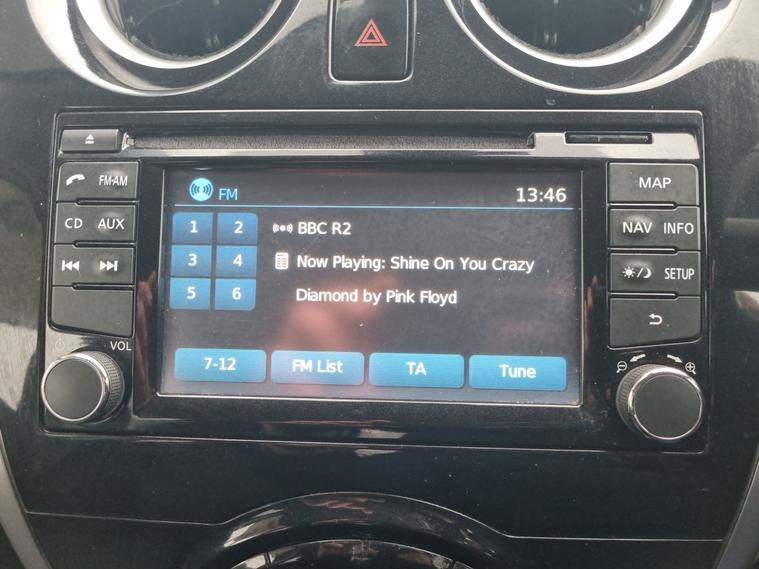 FM 13:46
FM-AM
MAP
1 2
BBC R2
CD AUX
NAV INFO
3 4
Now Playing: Shine On You Crazy
SETUP
5 6
Diamond by Pink Floyd
VOL
7-12 FM List TA Tune